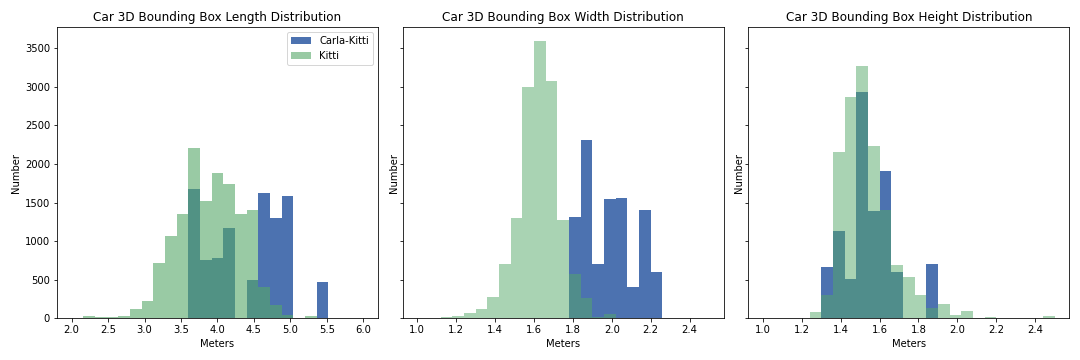 Car 3D Bounding Box Length Distribution
Car 3D Bounding Box Width Distribution
Car 3D Bounding Box Height Distribution
Carla-Kitti
Kitti
3500
3000
2500
2000
1500
1000
500
0
Number
Number
Number
2.0 2.5 3.0 3.5 4.0 4.5 5.0 5.5 6.0
1.0 1.2 1.4 1.6 1.8 2.0 2.2 2.4
1.0 1.2 1.4 1.6 1.8 2.0 2.2 2.4
Meters
Meters
Meters